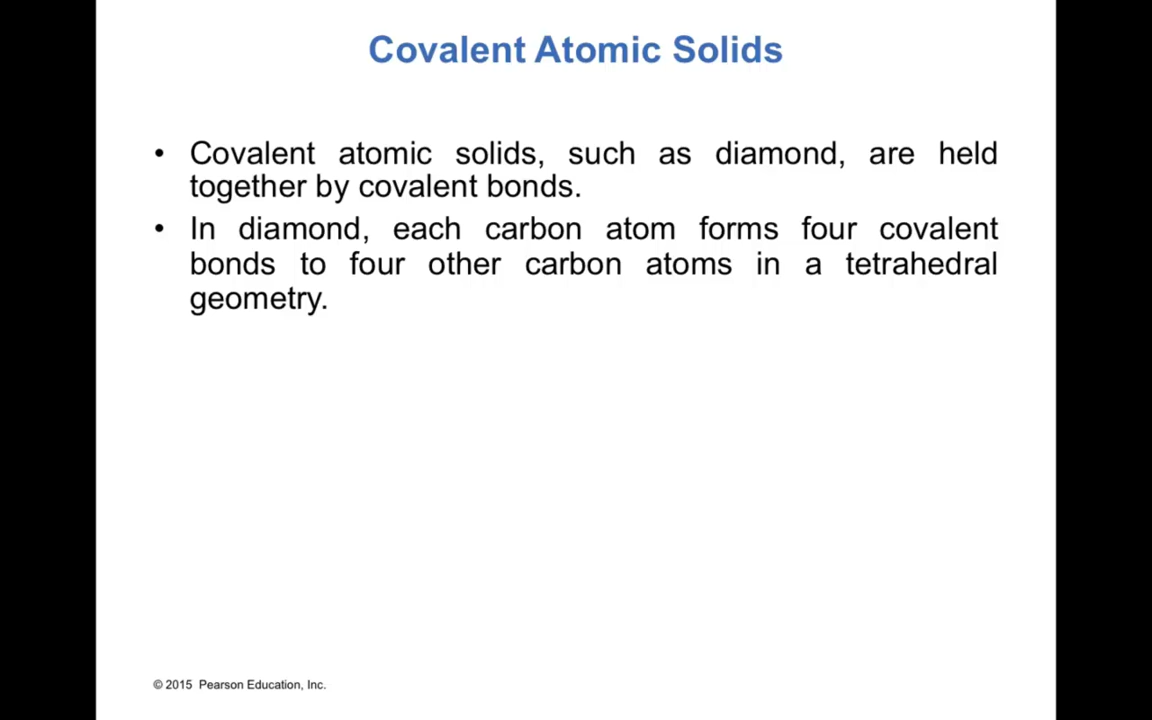 Covalent Atomic Solids
• Covalent atomic solids, such as diamond, are held
together by covalent bonds.
• In diamond, each carbon atom forms four covalent
bonds to four other carbon atoms in a tetrahedral
geometry.
© 2015 Pearson Education, Inc.